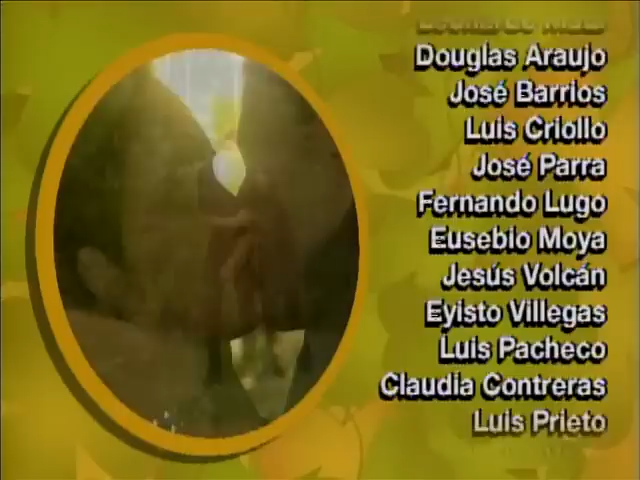 Douglas Araujo
José Barrios
Luis Criollo
José Parra
Fernando Lugo
Eusebio Moya
Jesús Volcán
Eyisto Villegas
Luis Pacheco
Claudia Contreras
Luis Prieto